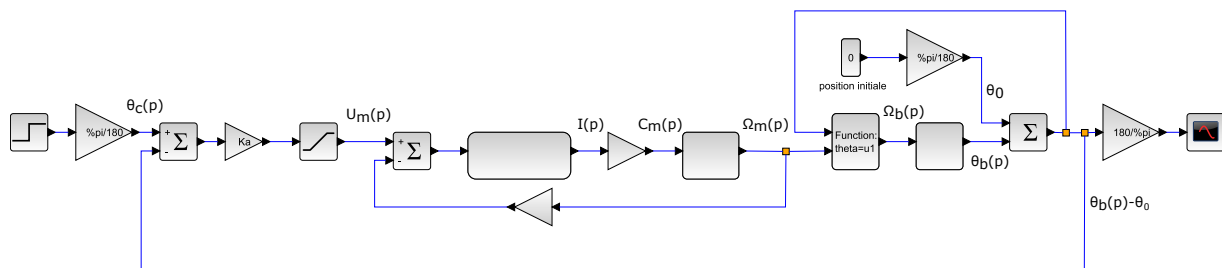 %pi/180
θc(p)
+
-
Σ
Ka
Um(p)
+
-
Σ
I(p)
Cm(p)
Ωm(p)
0
position initiale
%pi/180
θ0
Function:
theta=u1
Ωb(p)
θb(p)
Σ
180/%pi
θb(p)-θ0